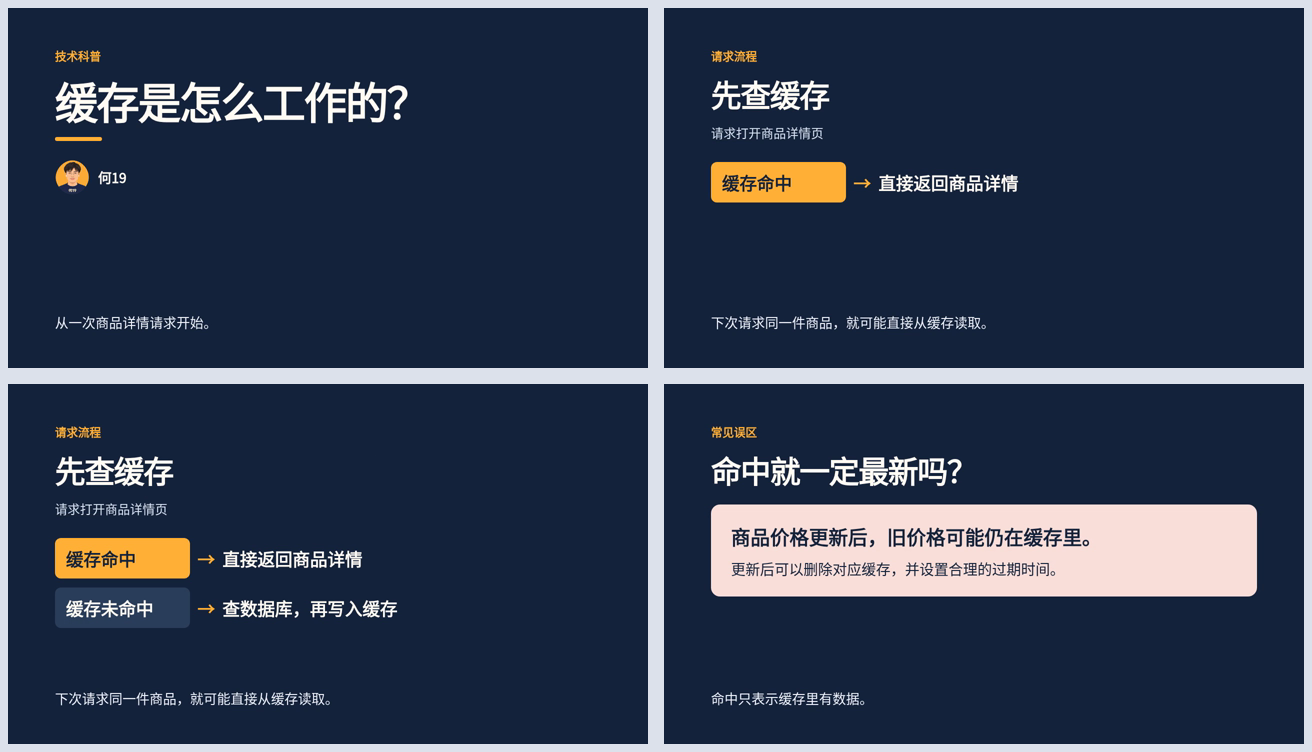 技术科普
缓存是怎么工作的？
何19
从一次商品详情请求开始。
请求流程
先查缓存
请求打开商品详情页
缓存命中 → 直接返回商品详情
下次请求同一件商品，就可能直接从缓存读取。
请求流程
先查缓存
请求打开商品详情页
缓存命中 → 直接返回商品详情
缓存未命中 → 查数据库，再写入缓存
下次请求同一件商品，就可能直接从缓存读取。
常见误区
命中就一定最新吗？
商品价格更新后，旧价格可能仍在缓存里。
更新后可以删除对应缓存，并设置合理的过期时间。
命中只表示缓存里有数据。